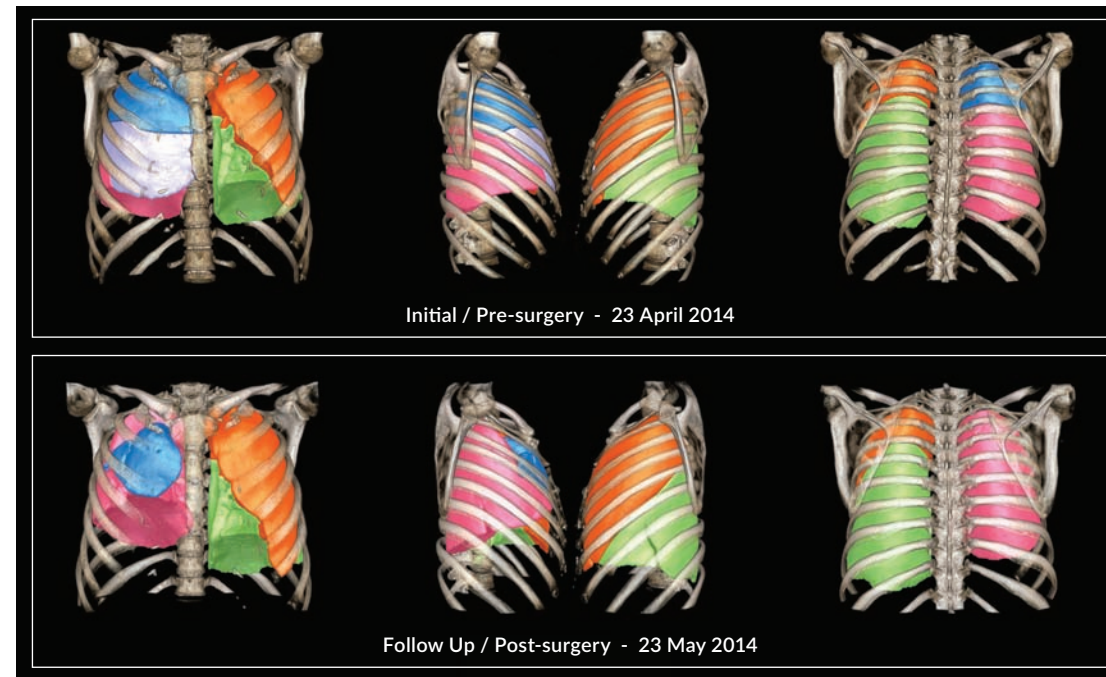 Initial / Pre-surgery - 23 April 2014
Follow Up / Post-surgery - 23 May 2014